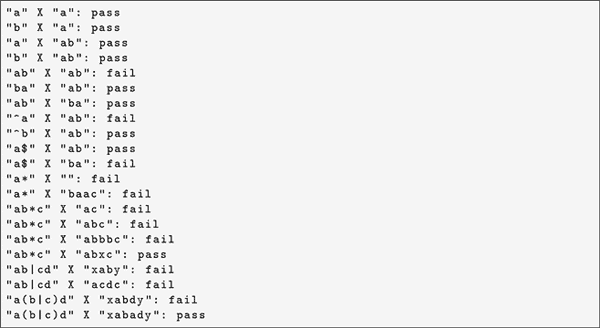 "a" X "a": pass
"b" X "a": pass
"a" X "ab": pass
"b" X "ab": pass
"ab" X "ab": fail
"ba" X "ab": pass
"ab" X "ba": pass
"^a" X "ab": fail
"^b" X "ab": pass
"a$" X "ab": pass
"a$" X "ba": fail
"a*" X "": fail
"a*" X "baac": fail
"ab*c" X "ac": fail
"ab*c" X "abc": fail
"ab*c" X "abbbc": fail
"ab*c" X "abxc": pass
"ab|cd" X "xaby": fail
"ab|cd" X "acdc": fail
"a(b|c)d" X "xabdy": fail
"a(b|c)d" X "xabady": pass